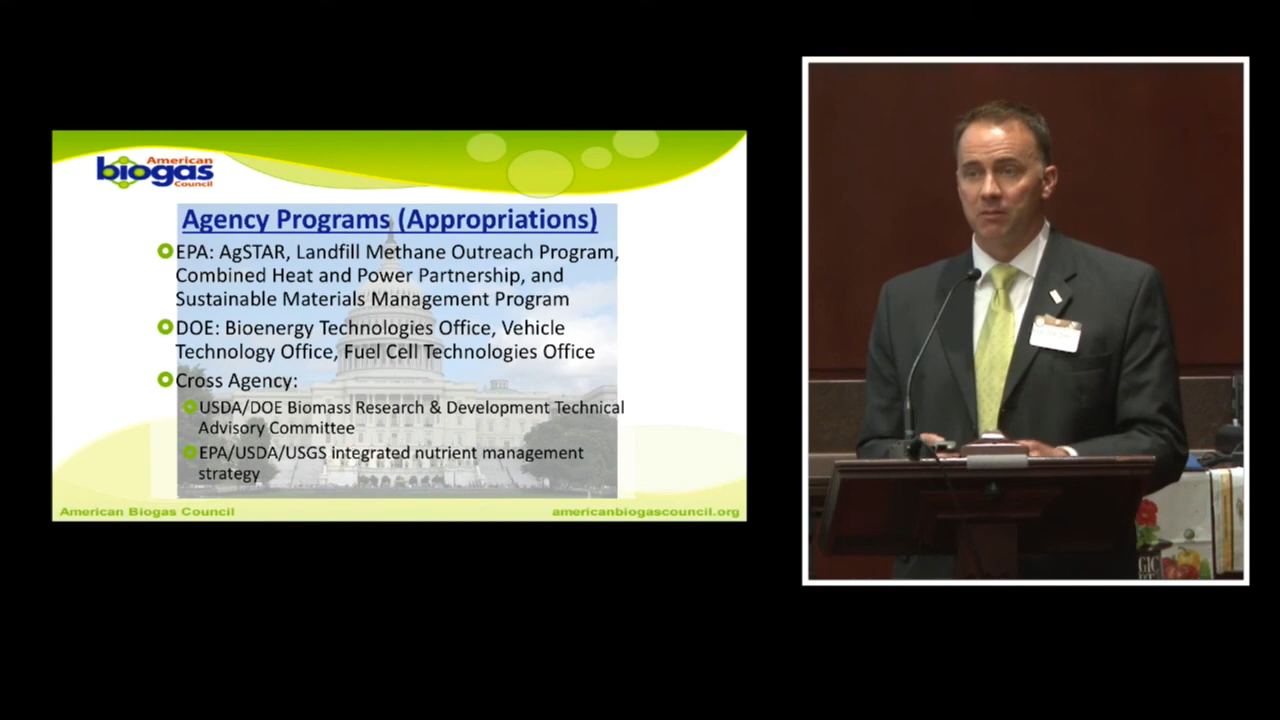 American
biogas
Council
Agency Programs (Appropriations)
EPA: AgSTAR, Landfill Methane Outreach Program,
Combined Heat and Power Partnership, and
Sustainable Materials Management Program
DOE: Bioenergy Technologies Office, Vehicle
Technology Office, Fuel Cell Technologies Office
Cross Agency:
USDA/DOE Biomass Research & Development Technical
Advisory Committee
EPA/USDA/USGS integrated nutrient management
strategy
American Biogas Council
americanbiogascouncil.org